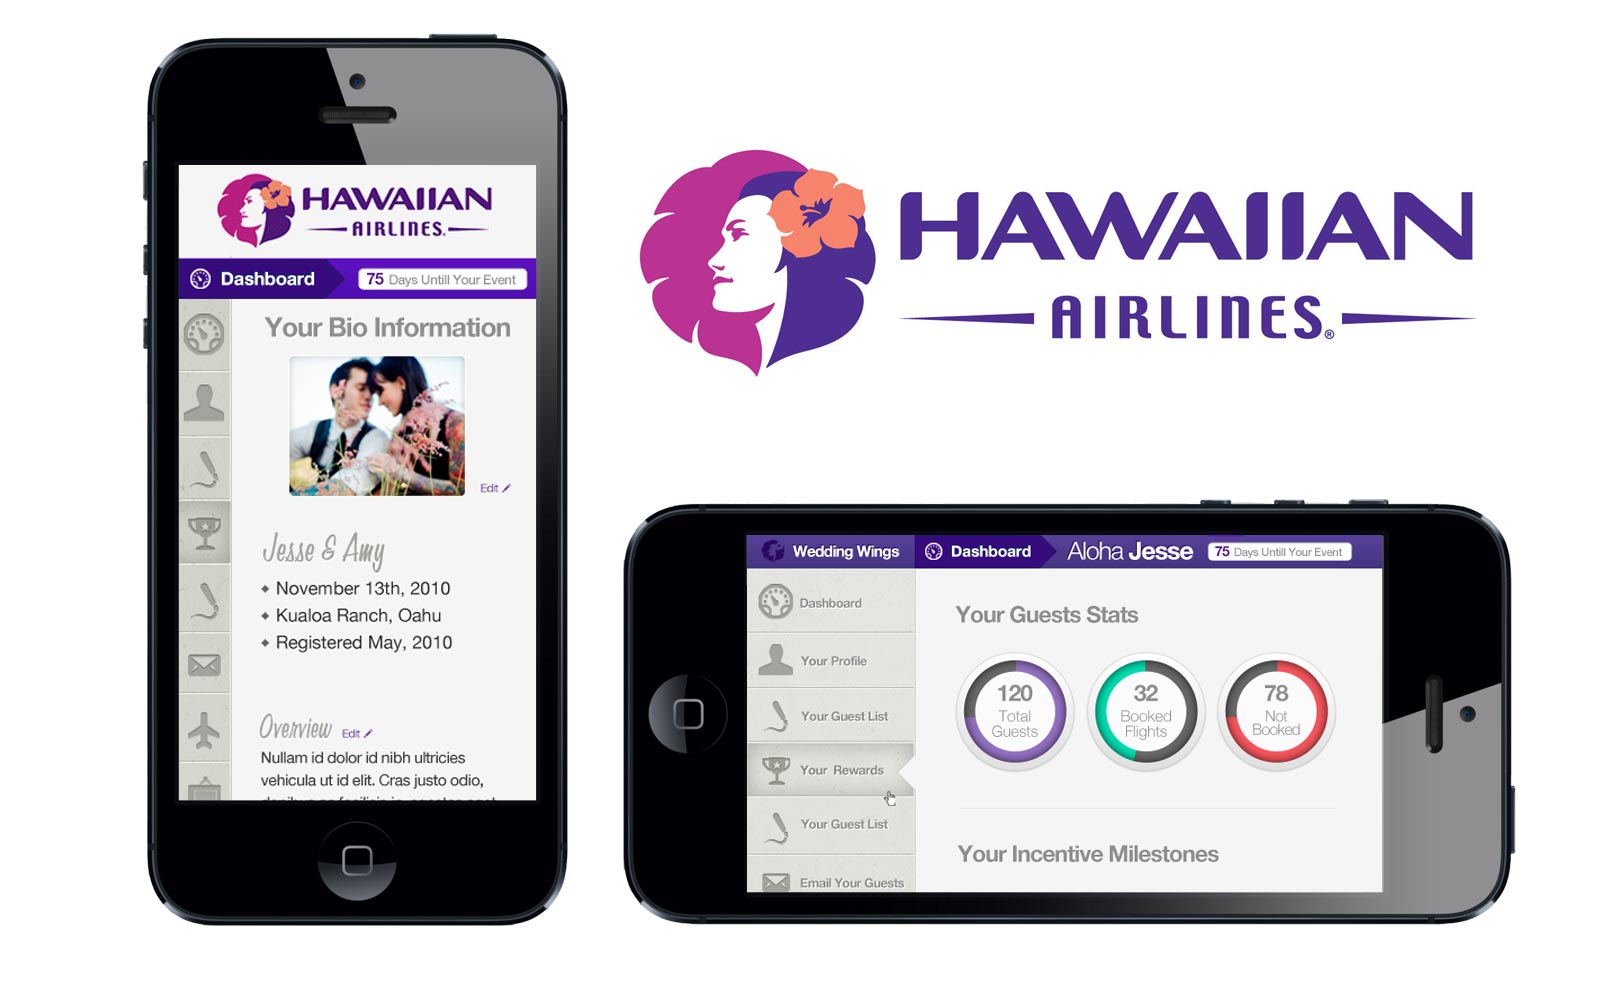 HAWAIIAN
AIRLINES®
Dashboard
75 Days Untill Your Event
Your Bio Information
Edit
Jesse & Amy
November 13th, 2010
Kualoa Ranch, Oahu
Registered May, 2010
Overview Edit
Nullam id dolor id nibh ultricies
vehicula ut id elit. Cras justo odio,
HAWAIIAN
AIRLINES®
Wedding Wings
Dashboard
Aloha Jesse
75 Days Untill Your Event
Dashboard
Your Profile
Your Guest List
Your Rewards
Your Guest List
Email Your Guests
Your Guests Stats
120
Total
Guests
32
Booked
Flights
78
Not
Booked
Your Incentive Milestones